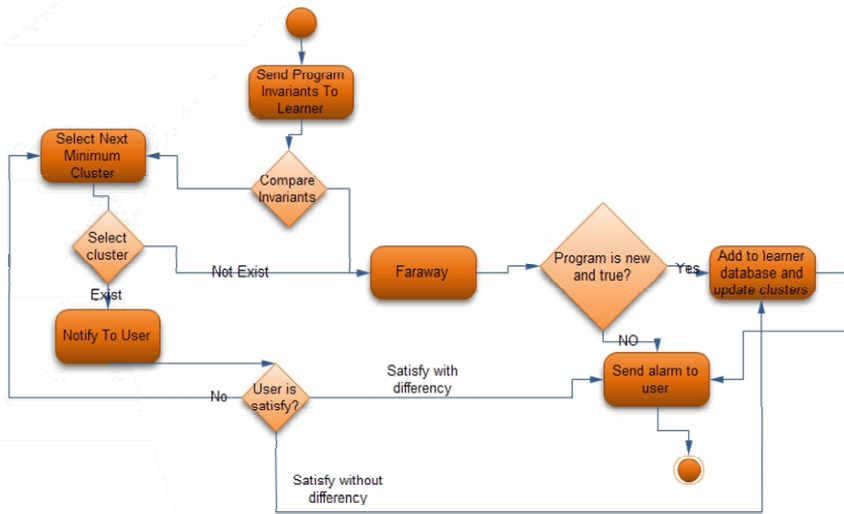 Send Program
Invariants To
Learner
Select Next
Minimum
Cluster
Compare
Invariants
Select
cluster
Not Exist
Faraway
Program is new
and true?
Yes
Add to learner
database and
update clusters
Exist
Notify To User
NO
Send alarm to
user
Satisfy with
differency
No
User is
satisfy?
Satisfy without
differency